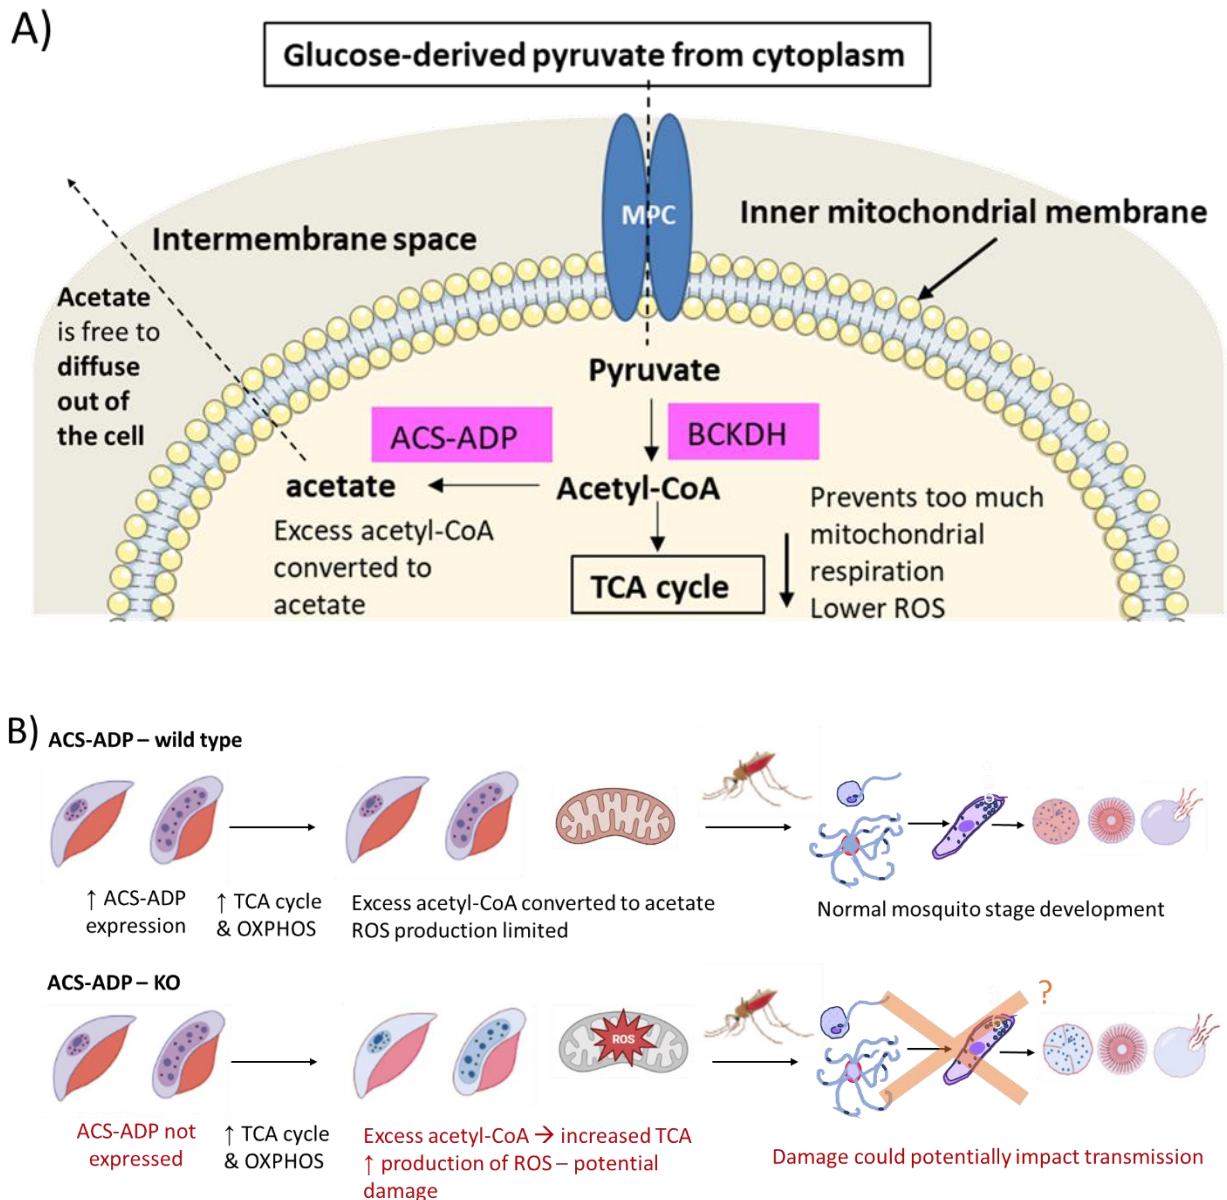 A)
Glucose-derived pyruvate from cytoplasm
MPC
Inner mitochondrial membrane
Intermembrane space
Acetate
is free to
diffuse
out of
the cell
Pyruvate
ACS-ADP
BCKDH
acetate
Acetyl-CoA
Excess acetyl-CoA
converted to
acetate
TCA cycle
Prevents too much
mitochondrial
respiration
Lower ROS
B)
ACS-ADP – wild type
↑ ACS-ADP
expression
↑ TCA cycle
& OXPHOS
Excess acetyl-CoA converted to acetate
ROS production limited
Normal mosquito stage development
ACS-ADP – KO
ROS
?
ACS-ADP not
expressed
↑ TCA cycle
& OXPHOS
Excess acetyl-CoA → increased TCA
↑ production of ROS – potential
damage
Damage could potentially impact transmission